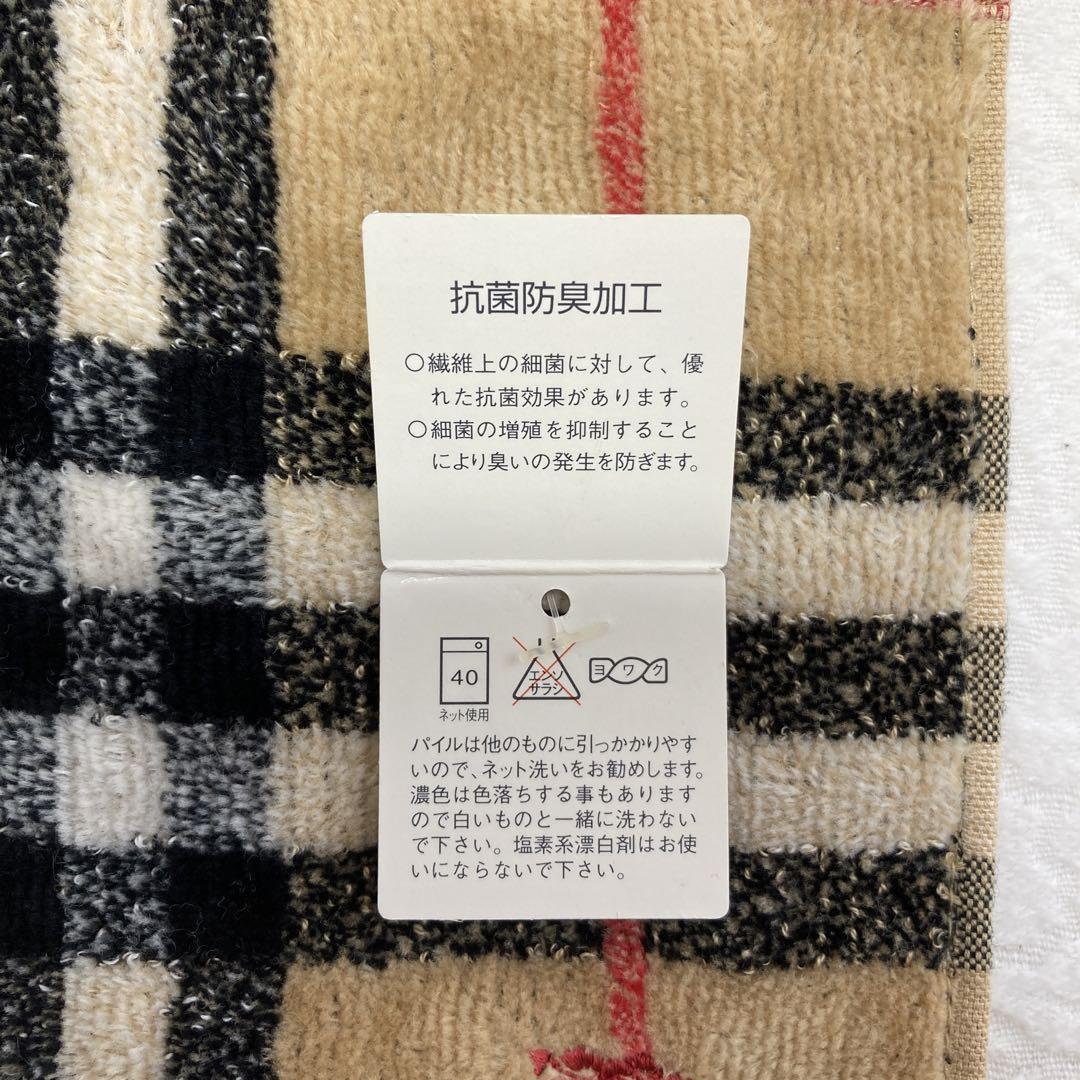 抗菌防臭加工
○繊維上の細菌に対して、優
れた抗菌効果があります。
○細菌の増殖を抑制すること
により臭いの発生を防ぎます。
40
ネット使用
エンソ
サラシ
ヨワク
パイルは他のものに引っかかりやす
いので、ネット洗いをお勧めします。
濃色は色落ちする事もあります
ので白いものと一緒に洗わない
で下さい。塩素系漂白剤はお使
いにならないで下さい。